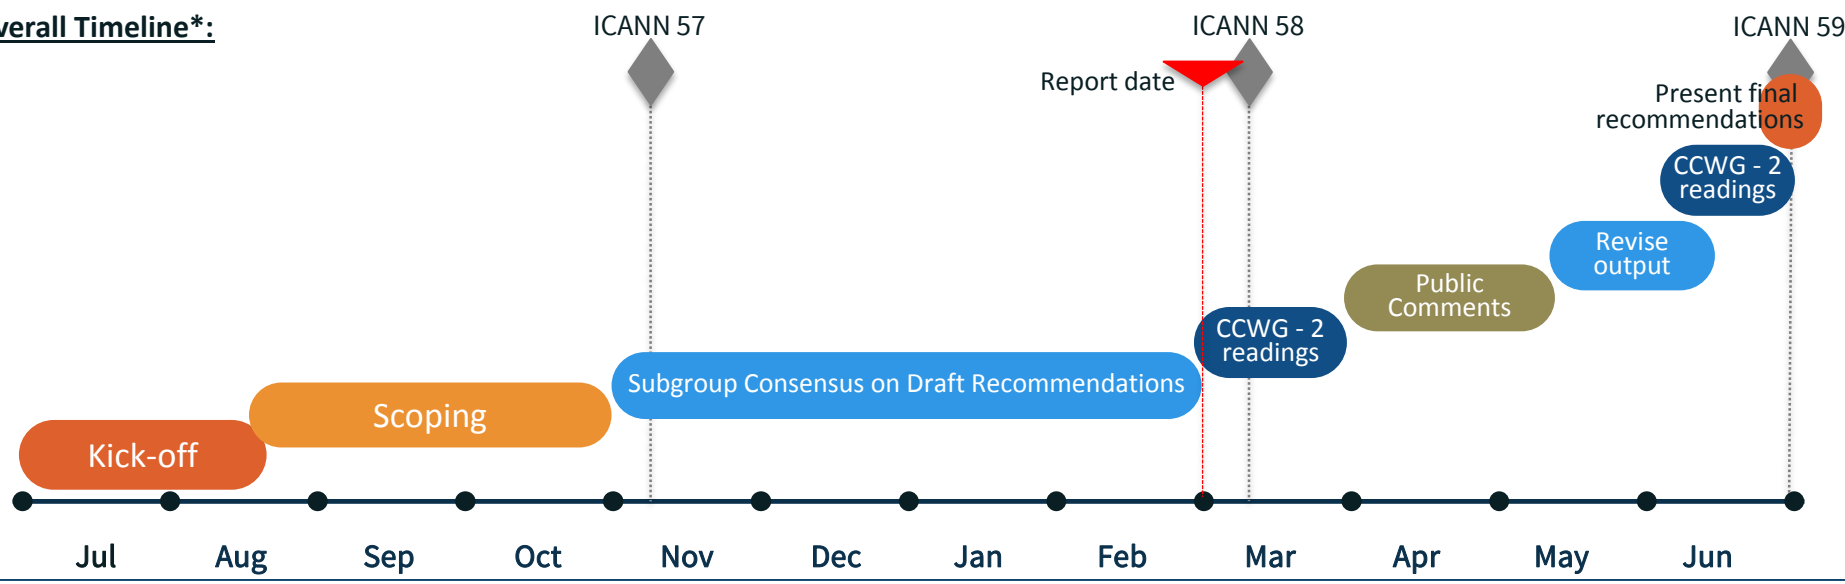 verall Timeline*:
ICANN 57
ICANN 58
ICANN 59
Report date
Present final
recommendations
CCWG - 2
readings
Revise
output
Public
Comments
CCWG - 2
readings
Subgroup Consensus on Draft Recommendations
Scoping
Kick-off
Jul Aug Sep Oct Nov Dec Jan Feb Mar Apr May Jun